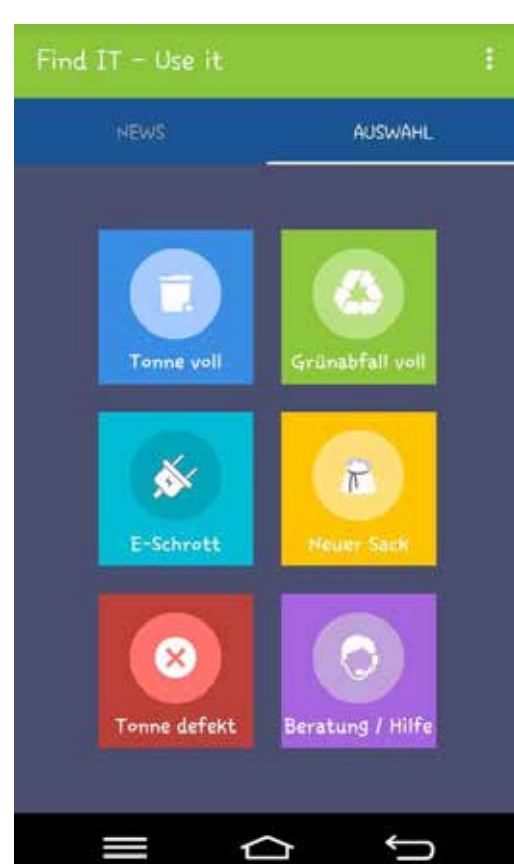 Find IT - Use it
NEWS AUSWAHL
Tonne voll
Grünabfall voll
E-Schrott
Neuer Sack
Tonne defekt
Beratung / Hilfe